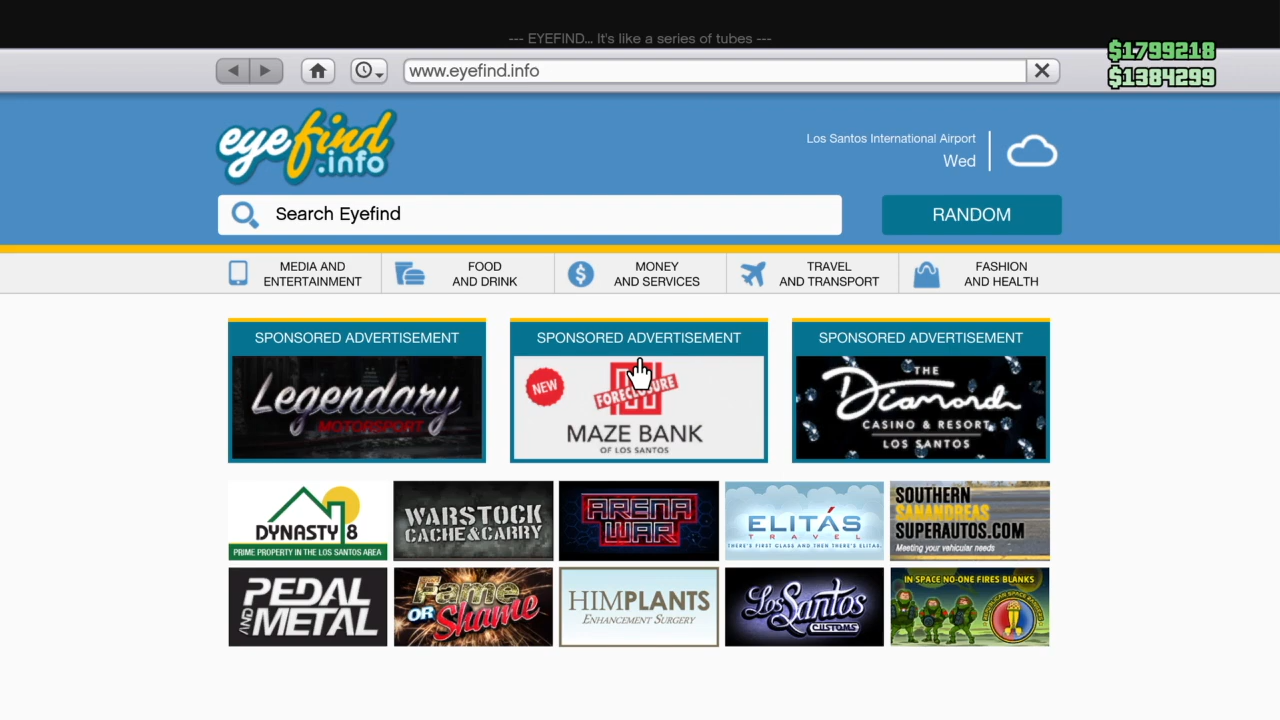 --- EYEFIND... It's like a series of tubes ---
$1799218
www.eyefind.info
$1384299
eyefind
.info
Los Santos International Airport
Wed
Search Eyefind
RANDOM
MEDIA AND
ENTERTAINMENT
FOOD
AND DRINK
MONEY
AND SERVICES
TRAVEL
AND TRANSPORT
FASHION
AND HEALTH
SPONSORED ADVERTISEMENT
Legendary
MOTORSPORT
SPONSORED ADVERTISEMENT
NEW
FORECLOSURE
MAZE BANK
OF LOS SANTOS
SPONSORED ADVERTISEMENT
THE
Diamond
CASINO & RESORT
LOS SANTOS
DYNASTY 8
PRIME PROPERTY IN THE LOS SANTOS AREA
WARSTOCK
CACHE & CARRY
ARENA
WAR
ELITÁS
TRAVEL
THERE'S FIRST CLASS AND THEN THERE'S ELITAS.
SOUTHERN
SANANDREAS
SUPERAUTOS.COM
Meeting your vehicular needs
PEDAL
AND METAL
Fame
OR Shame
HIMPLANTS
ENHANCEMENT SURGERY
Los Santos
CUSTOMS
IN SPACE NO-ONE FIRES BLANKS